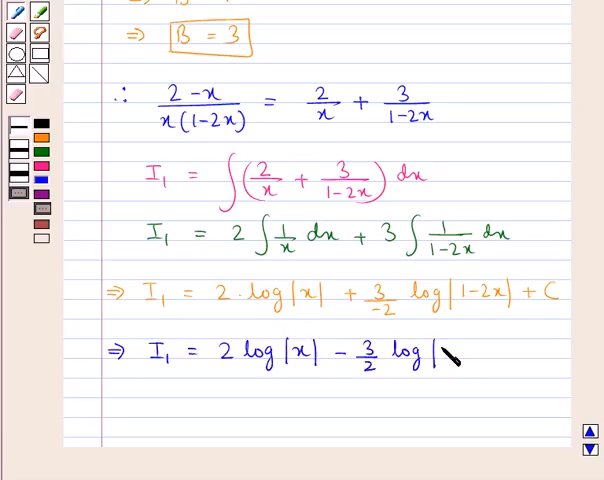 ⇒ B = 3
∴ (2-x)/(x(1-2x)) = 2/x + 3/(1-2x)
I₁ = ∫(2/x + 3/(1-2x)) dx
I₁ = 2 ∫ 1/x dx + 3 ∫ 1/(1-2x) dx
⇒ I₁ = 2 · log|x| + 3/-2 log|1-2x| + C
⇒ I₁ = 2 log|x| - 3/2 log|